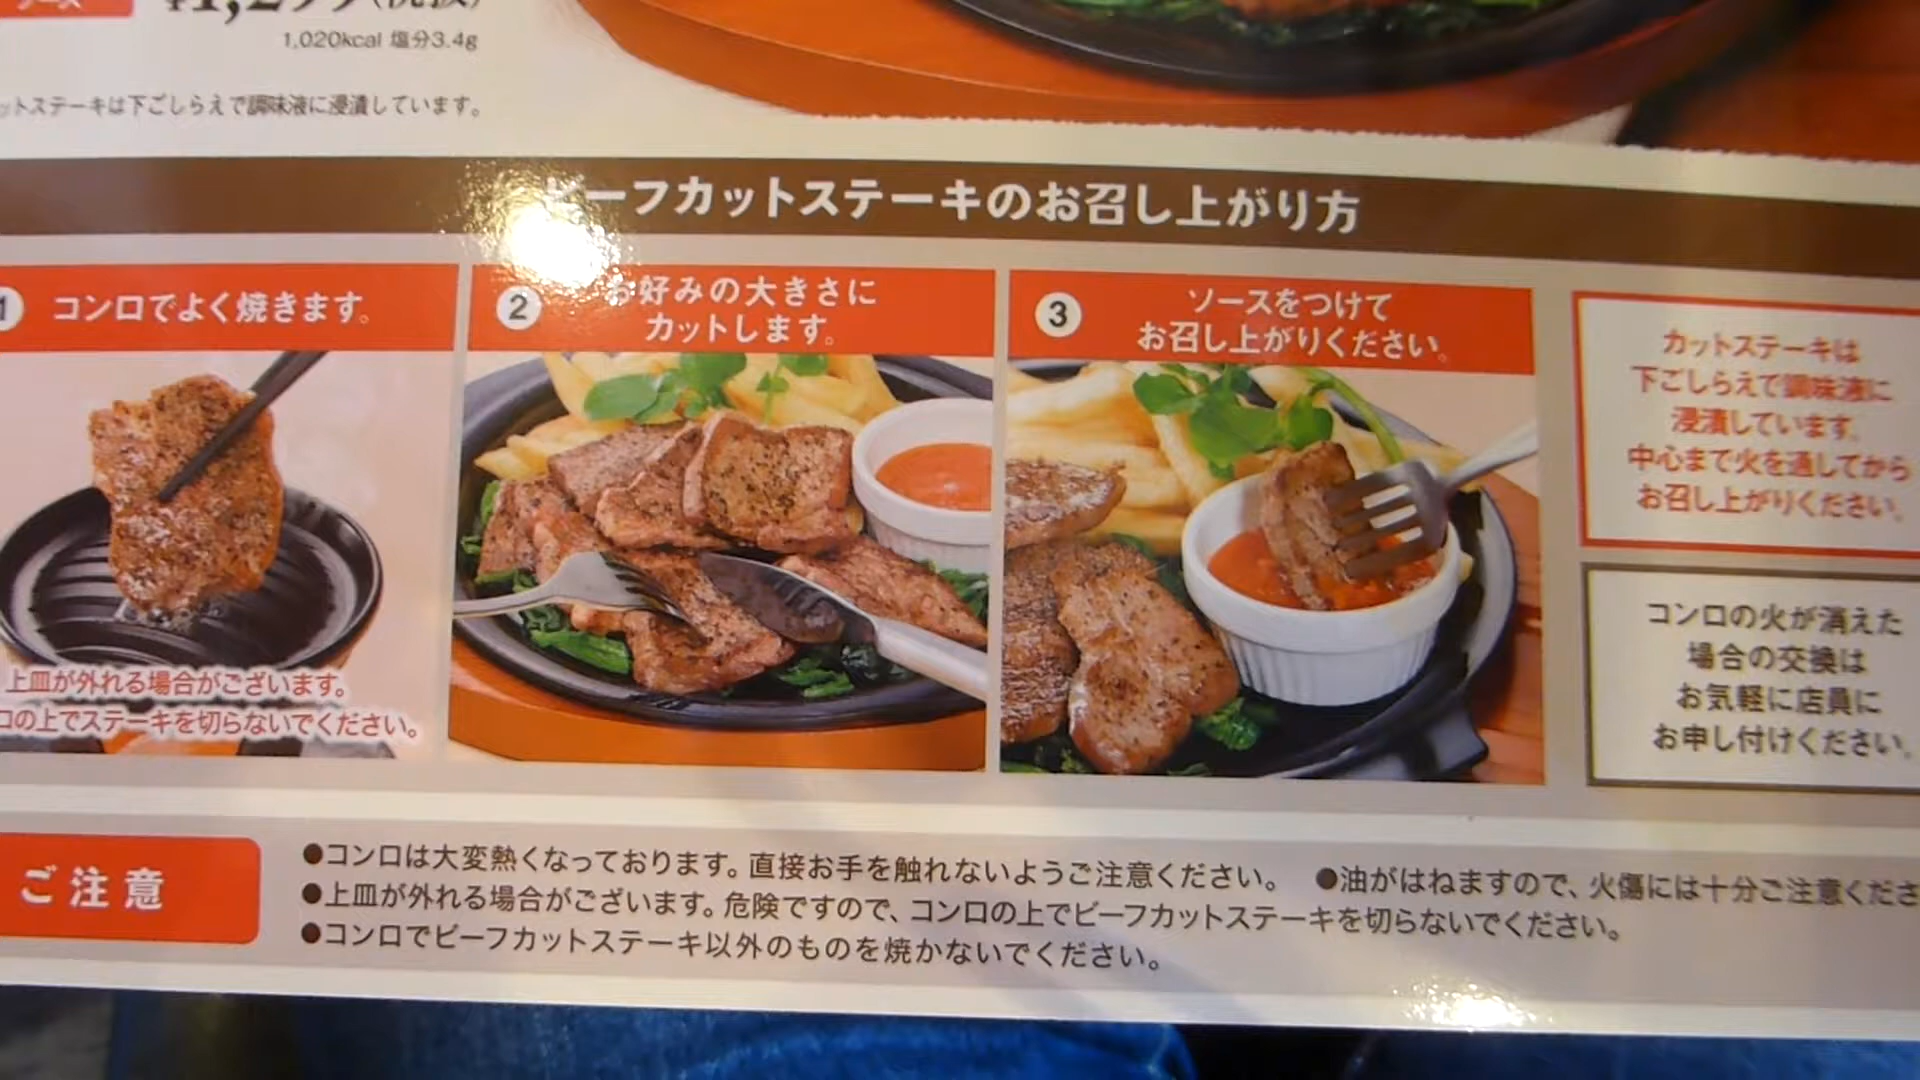 ソース
¥1,299(税抜)
1,020kcal 塩分3.4g
ットステーキは下ごしらえで調味液に浸漬しています。
ビーフカットステーキのお召し上がり方
1 コンロでよく焼きます。
2 お好みの大きさに
カットします。
3 ソースをつけて
お召し上がりください。
上皿が外れる場合がございます。
ロの上でステーキを切らないでください。
カットステーキは
下ごしらえで調味液に
浸漬しています。
中心まで火を通してから
お召し上がりください。
コンロの火が消えた
場合の交換は
お気軽に店員に
お申し付けください。
ご注意
●コンロは大変熱くなっております。直接お手を触れないようご注意ください。 ●油がはねますので、火傷には十分ご注意くださ
●上皿が外れる場合がございます。危険ですので、コンロの上でビーフカットステーキを切らないでください。
●コンロでビーフカットステーキ以外のものを焼かないでください。